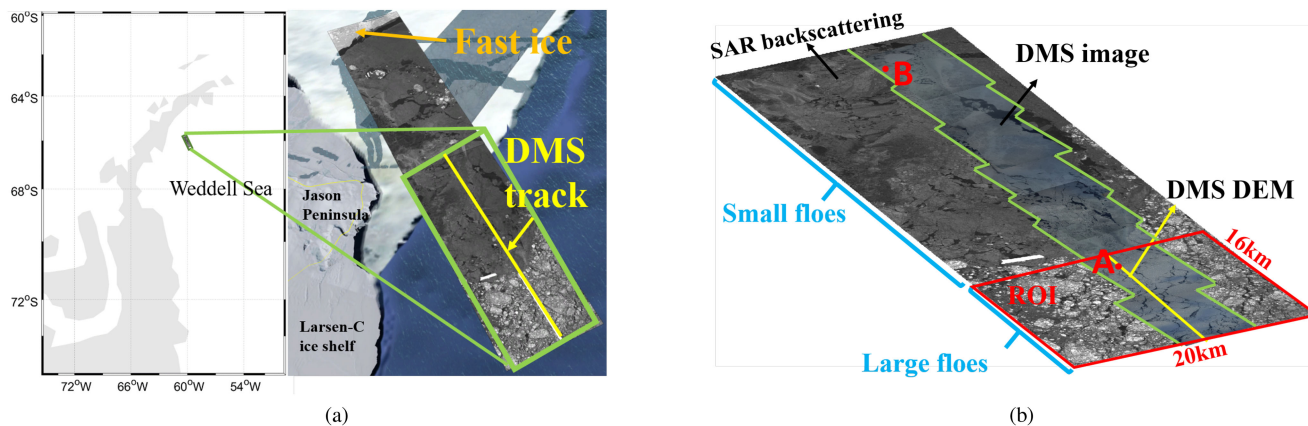 60°S
64°S
68°S
72°S
72°W
66°W
60°W
54°W
Weddell Sea
Fast ice
DMS
track
Jason
Peninsula
Larsen-C
ice shelf
(a)
SAR backscattering
DMS image
B
DMS DEM
Small floes
A
16km
ROI
Large floes
20km
(b)